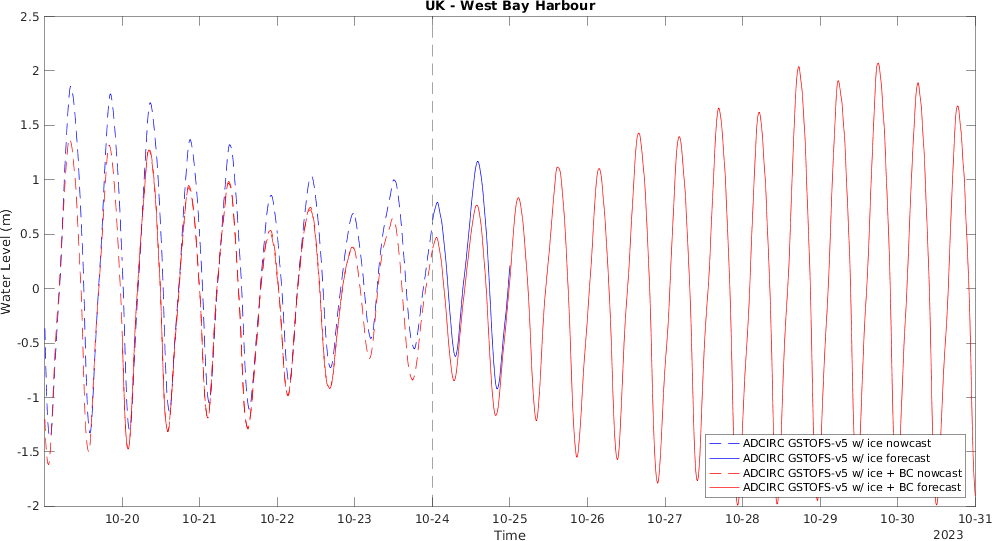 UK - West Bay Harbour
2.5
2
1.5
1
0.5
0
-0.5
-1
-1.5
-2
Water Level (m)
ADCIRC GSTOFS-v5 w/ ice nowcast
ADCIRC GSTOFS-v5 w/ ice forecast
ADCIRC GSTOFS-v5 w/ ice + BC nowcast
ADCIRC GSTOFS-v5 w/ ice + BC forecast
10-20 10-21 10-22 10-23 10-24 10-25 10-26 10-27 10-28 10-29 10-30 10-31
Time
2023